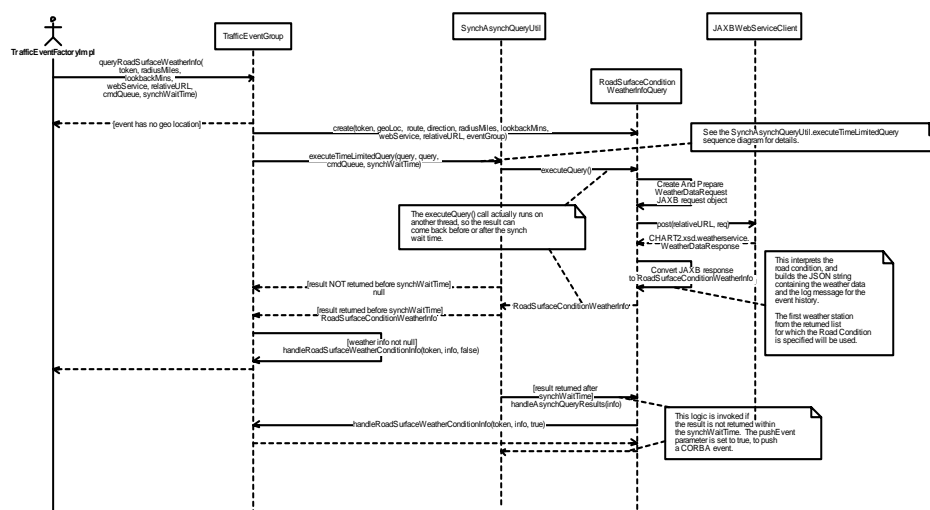 TrafficEventFactoryImpl
TrafficEventGroup
SynchAsynchQueryUtil
JAXBWebServiceClient
queryRoadSurfaceWeatherInfo(
token, radiusMiles,
lookbackMins,
webService, relativeURL,
cmdQueue, synchWaitTime)
RoadSurfaceCondition
WeatherInfoQuery
[event has no geo location]
create(token, geoLoc, route, direction, radiusMiles, lookbackMins,
webService, relativeURL, eventGroup)
See the SynchAsynchQueryUtil.executeTimeLimitedQuery
sequence diagram for details.
executeTimeLimitedQuery(query, query,
cmdQueue, synchWaitTime)
executeQuery()
Create And Prepare
WeatherDataRequest
JAXB request object
The executeQuery() call actually runs on
another thread, so the result can
come back before or after the synch
wait time.
post(relativeURL, req)
CHART2.xsd.weatherservice.
WeatherDataResponse
Convert JAXB response
to RoadSurfaceConditionWeatherInfo
This interprets the
road condition, and
builds the JSON string
containing the weather data
and the log message for the
event history.
The first weather station
from the returned list
for which the Road Condition
is specified will be used.
[result NOT returned before synchWaitTime]
null
RoadSurfaceConditionWeatherInfo
[result returned before synchWaitTime]
RoadSurfaceConditionWeatherInfo
[weather info not null]
handleRoadSurfaceWeatherConditionInfo(token, info, false)
[result returned after
synchWaitTime]
handleAsynchQueryResults(info)
This logic is invoked if
the result is not returned within
the synchWaitTime. The pushEvent
parameter is set to true, to push
a CORBA event.
handleRoadSurfaceWeatherConditionInfo(token, info, true)